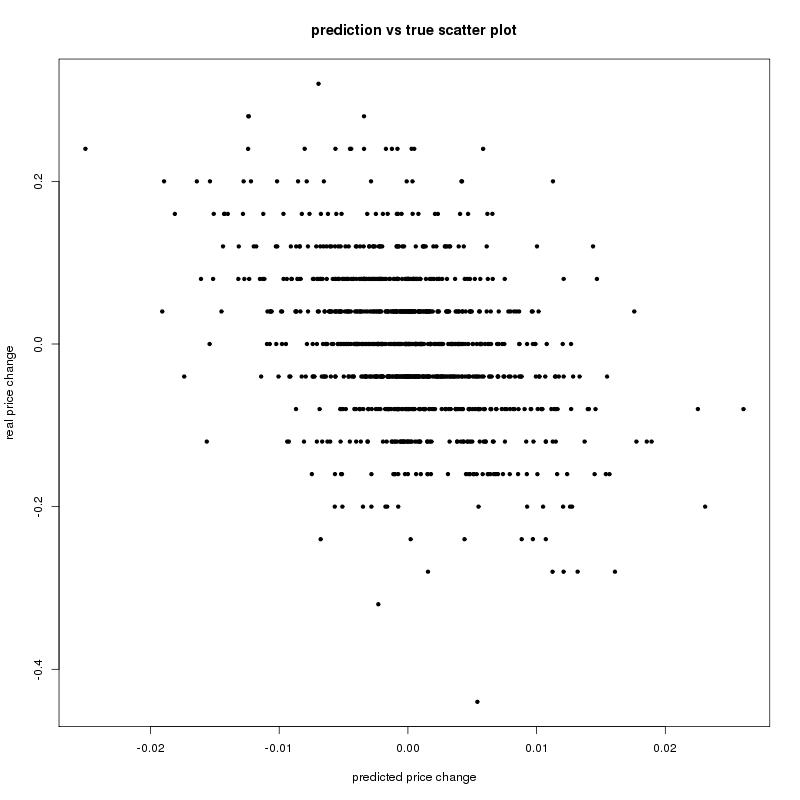 prediction vs true scatter plot
0.2
0.0
-0.2
-0.4
real price change
-0.02 -0.01 0.00 0.01 0.02
predicted price change